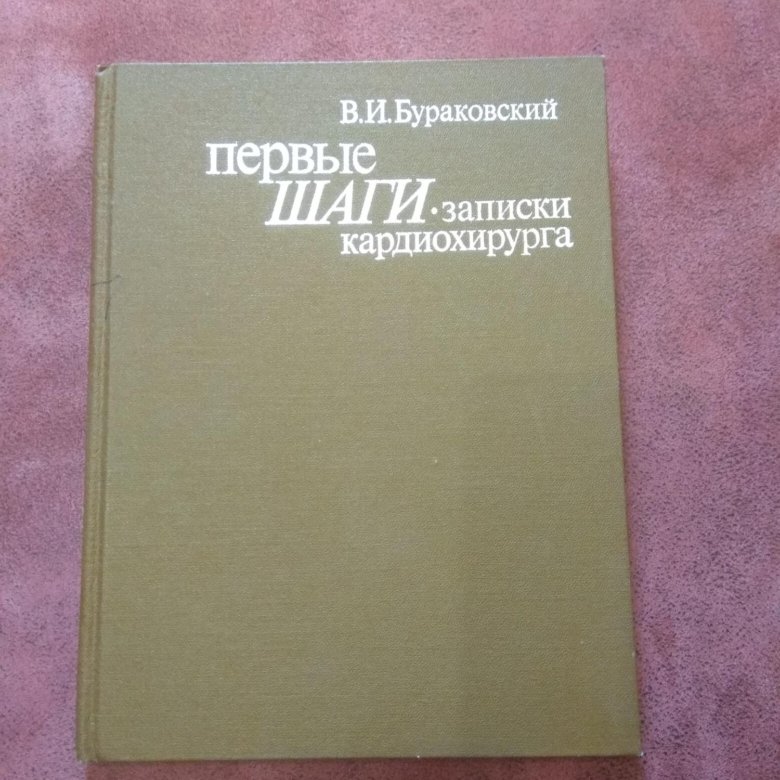 В.И.Бураковский
первые
ШАГИ · записки
кардиохирурга